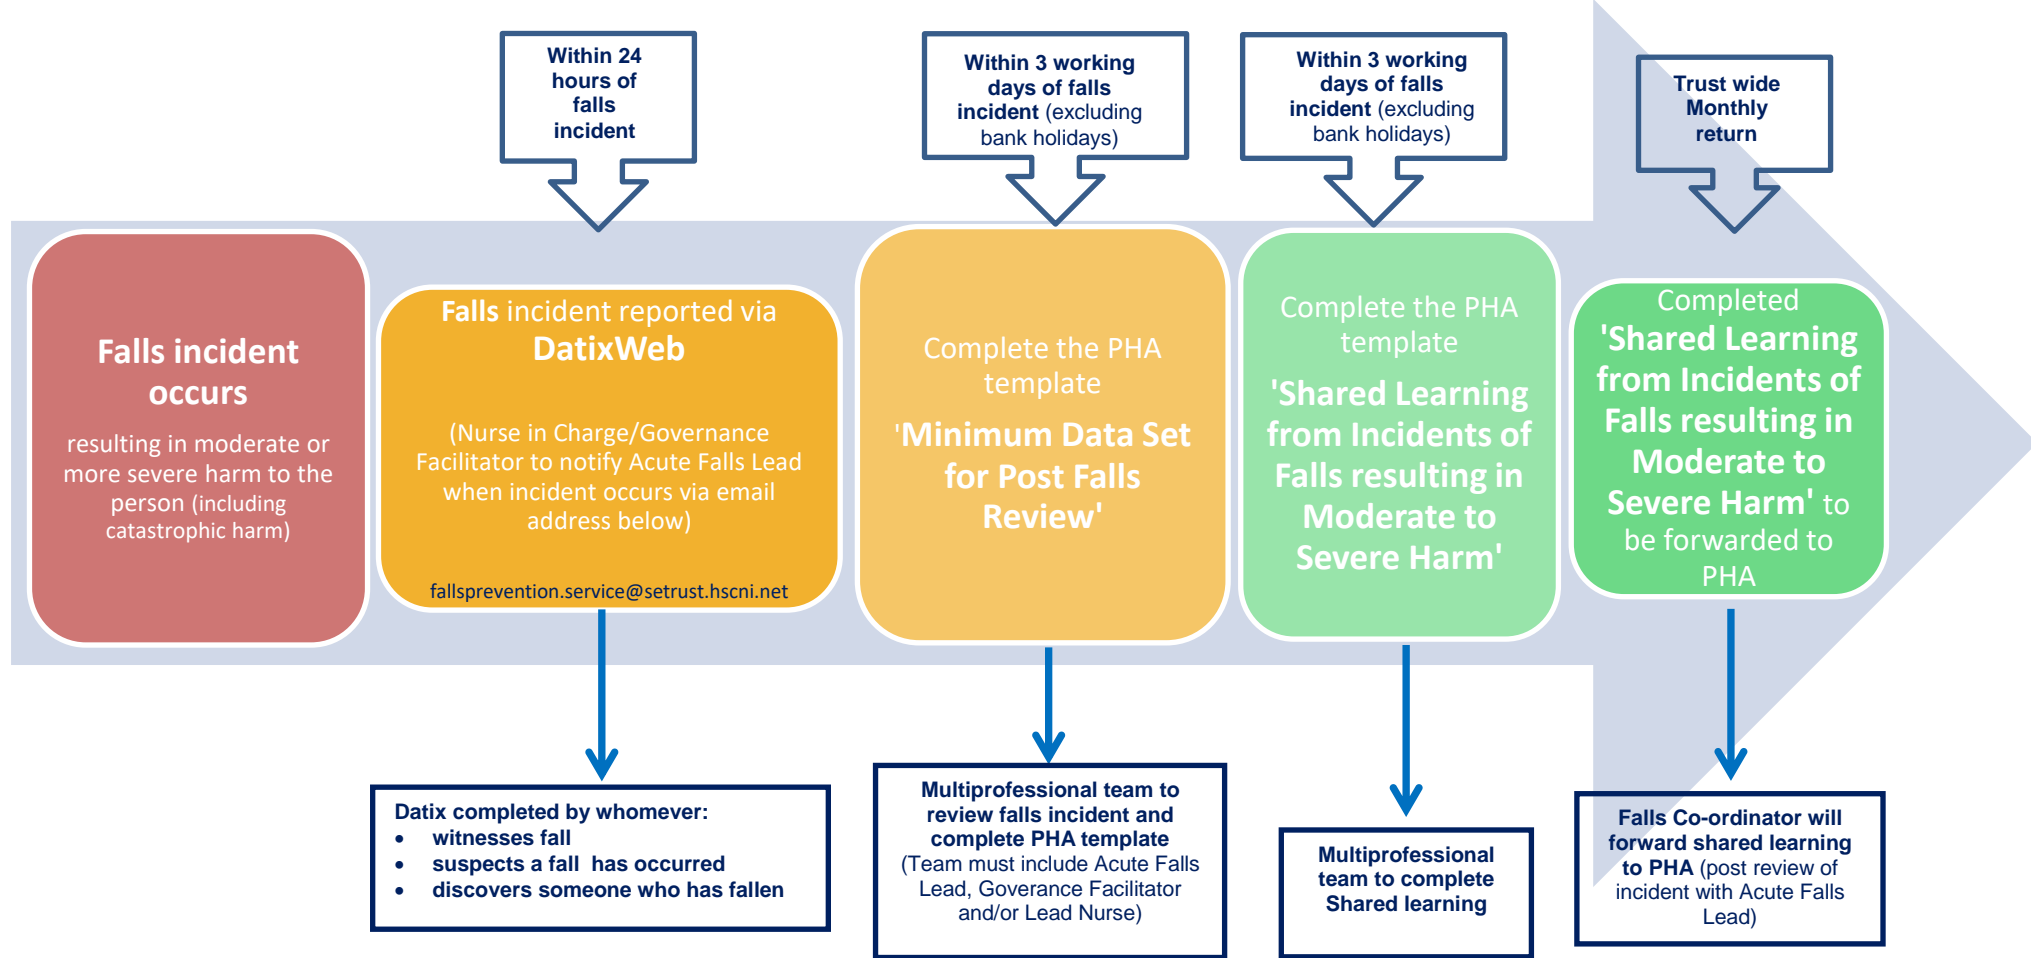 Within 24
hours of
falls
incident
Within 3 working
days of falls
incident (excluding
bank holidays)
Within 3 working
days of falls
incident (excluding
bank holidays)
Trust wide
Monthly
return
Falls incident
occurs
resulting in moderate or
more severe harm to the
person (including
catastrophic harm)
Falls incident reported via
DatixWeb
(Nurse in Charge/Governance
Facilitator to notify Acute Falls Lead
when incident occurs via email
address below)
fallsprevention.service@setrust.hscni.net
Complete the PHA
template
'Minimum Data Set
for Post Falls
Review'
Complete the PHA
template
'Shared Learning
from Incidents of
Falls resulting in
Moderate to
Severe Harm'
Completed
'Shared Learning
from Incidents of
Falls resulting in
Moderate to
Severe Harm' to
be forwarded to
PHA
Datix completed by whomever:
• witnesses fall
• suspects a fall  has occurred
• discovers someone who has fallen
Multiprofessional team to
review falls incident and
complete PHA template
(Team must include Acute Falls
Lead, Goverance Facilitator
and/or Lead Nurse)
Multiprofessional
team to complete
Shared learning
Falls Co-ordinator will
forward shared learning
to PHA (post review of
incident with Acute Falls
Lead)